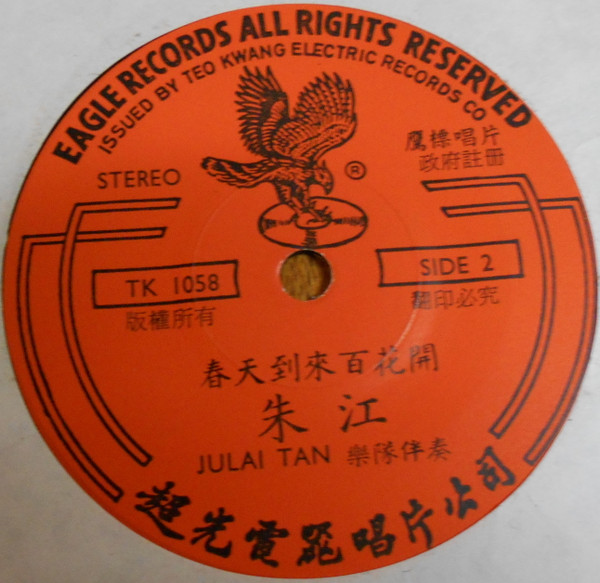 EAGLE RECORDS ALL RIGHTS RESERVED
ISSUED BY TEO KWANG ELECTRIC RECORDS CO
鷹標唱片
政府註册
®
STEREO
TK 1058
版權所有
SIDE 2
翻印必究
春天到來百花開
朱江
JULAI TAN 樂隊伴奏
超光電器唱片公司